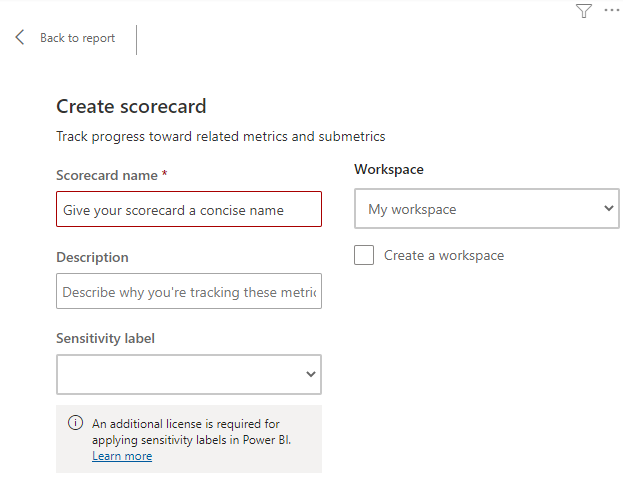 Back to report
Create scorecard
Track progress toward related metrics and submetrics
Scorecard name *
Give your scorecard a concise name
Description
Describe why you're tracking these metric
Sensitivity label
An additional license is required for
applying sensitivity labels in Power BI.
Learn more
Workspace
My workspace
Create a workspace